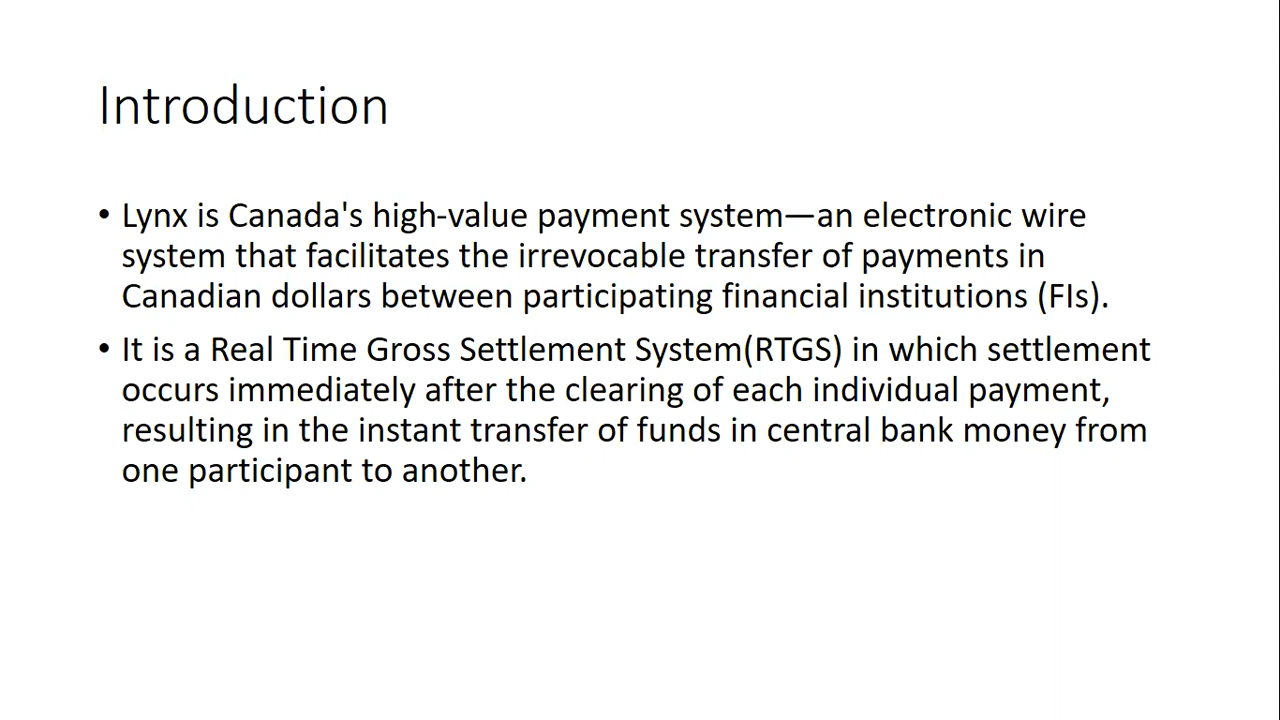 Introduction
• Lynx is Canada's high-value payment system—an electronic wire
system that facilitates the irrevocable transfer of payments in
Canadian dollars between participating financial institutions (FIs).
• It is a Real Time Gross Settlement System(RTGS) in which settlement
occurs immediately after the clearing of each individual payment,
resulting in the instant transfer of funds in central bank money from
one participant to another.